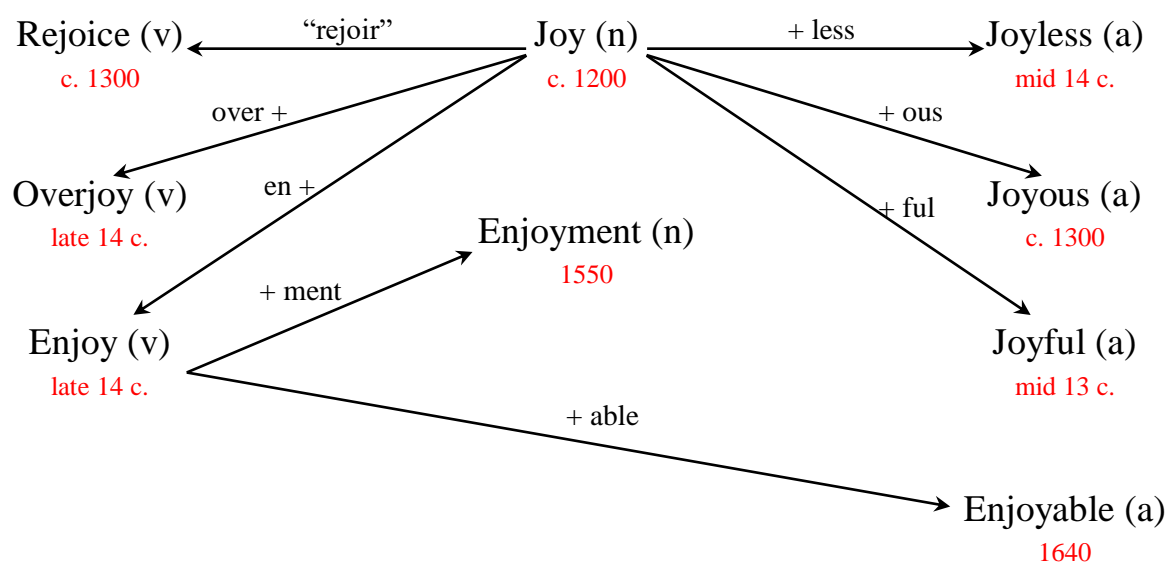 Rejoice (v)
c. 1300
“rejoir”
Joy (n)
c. 1200
+ less
Joyless (a)
mid 14 c.
over +
+ ous
Overjoy (v)
late 14 c.
en +
Enjoyment (n)
1550
+ ful
Joyous (a)
c. 1300
+ ment
Enjoy (v)
late 14 c.
Joyful (a)
mid 13 c.
+ able
Enjoyable (a)
1640